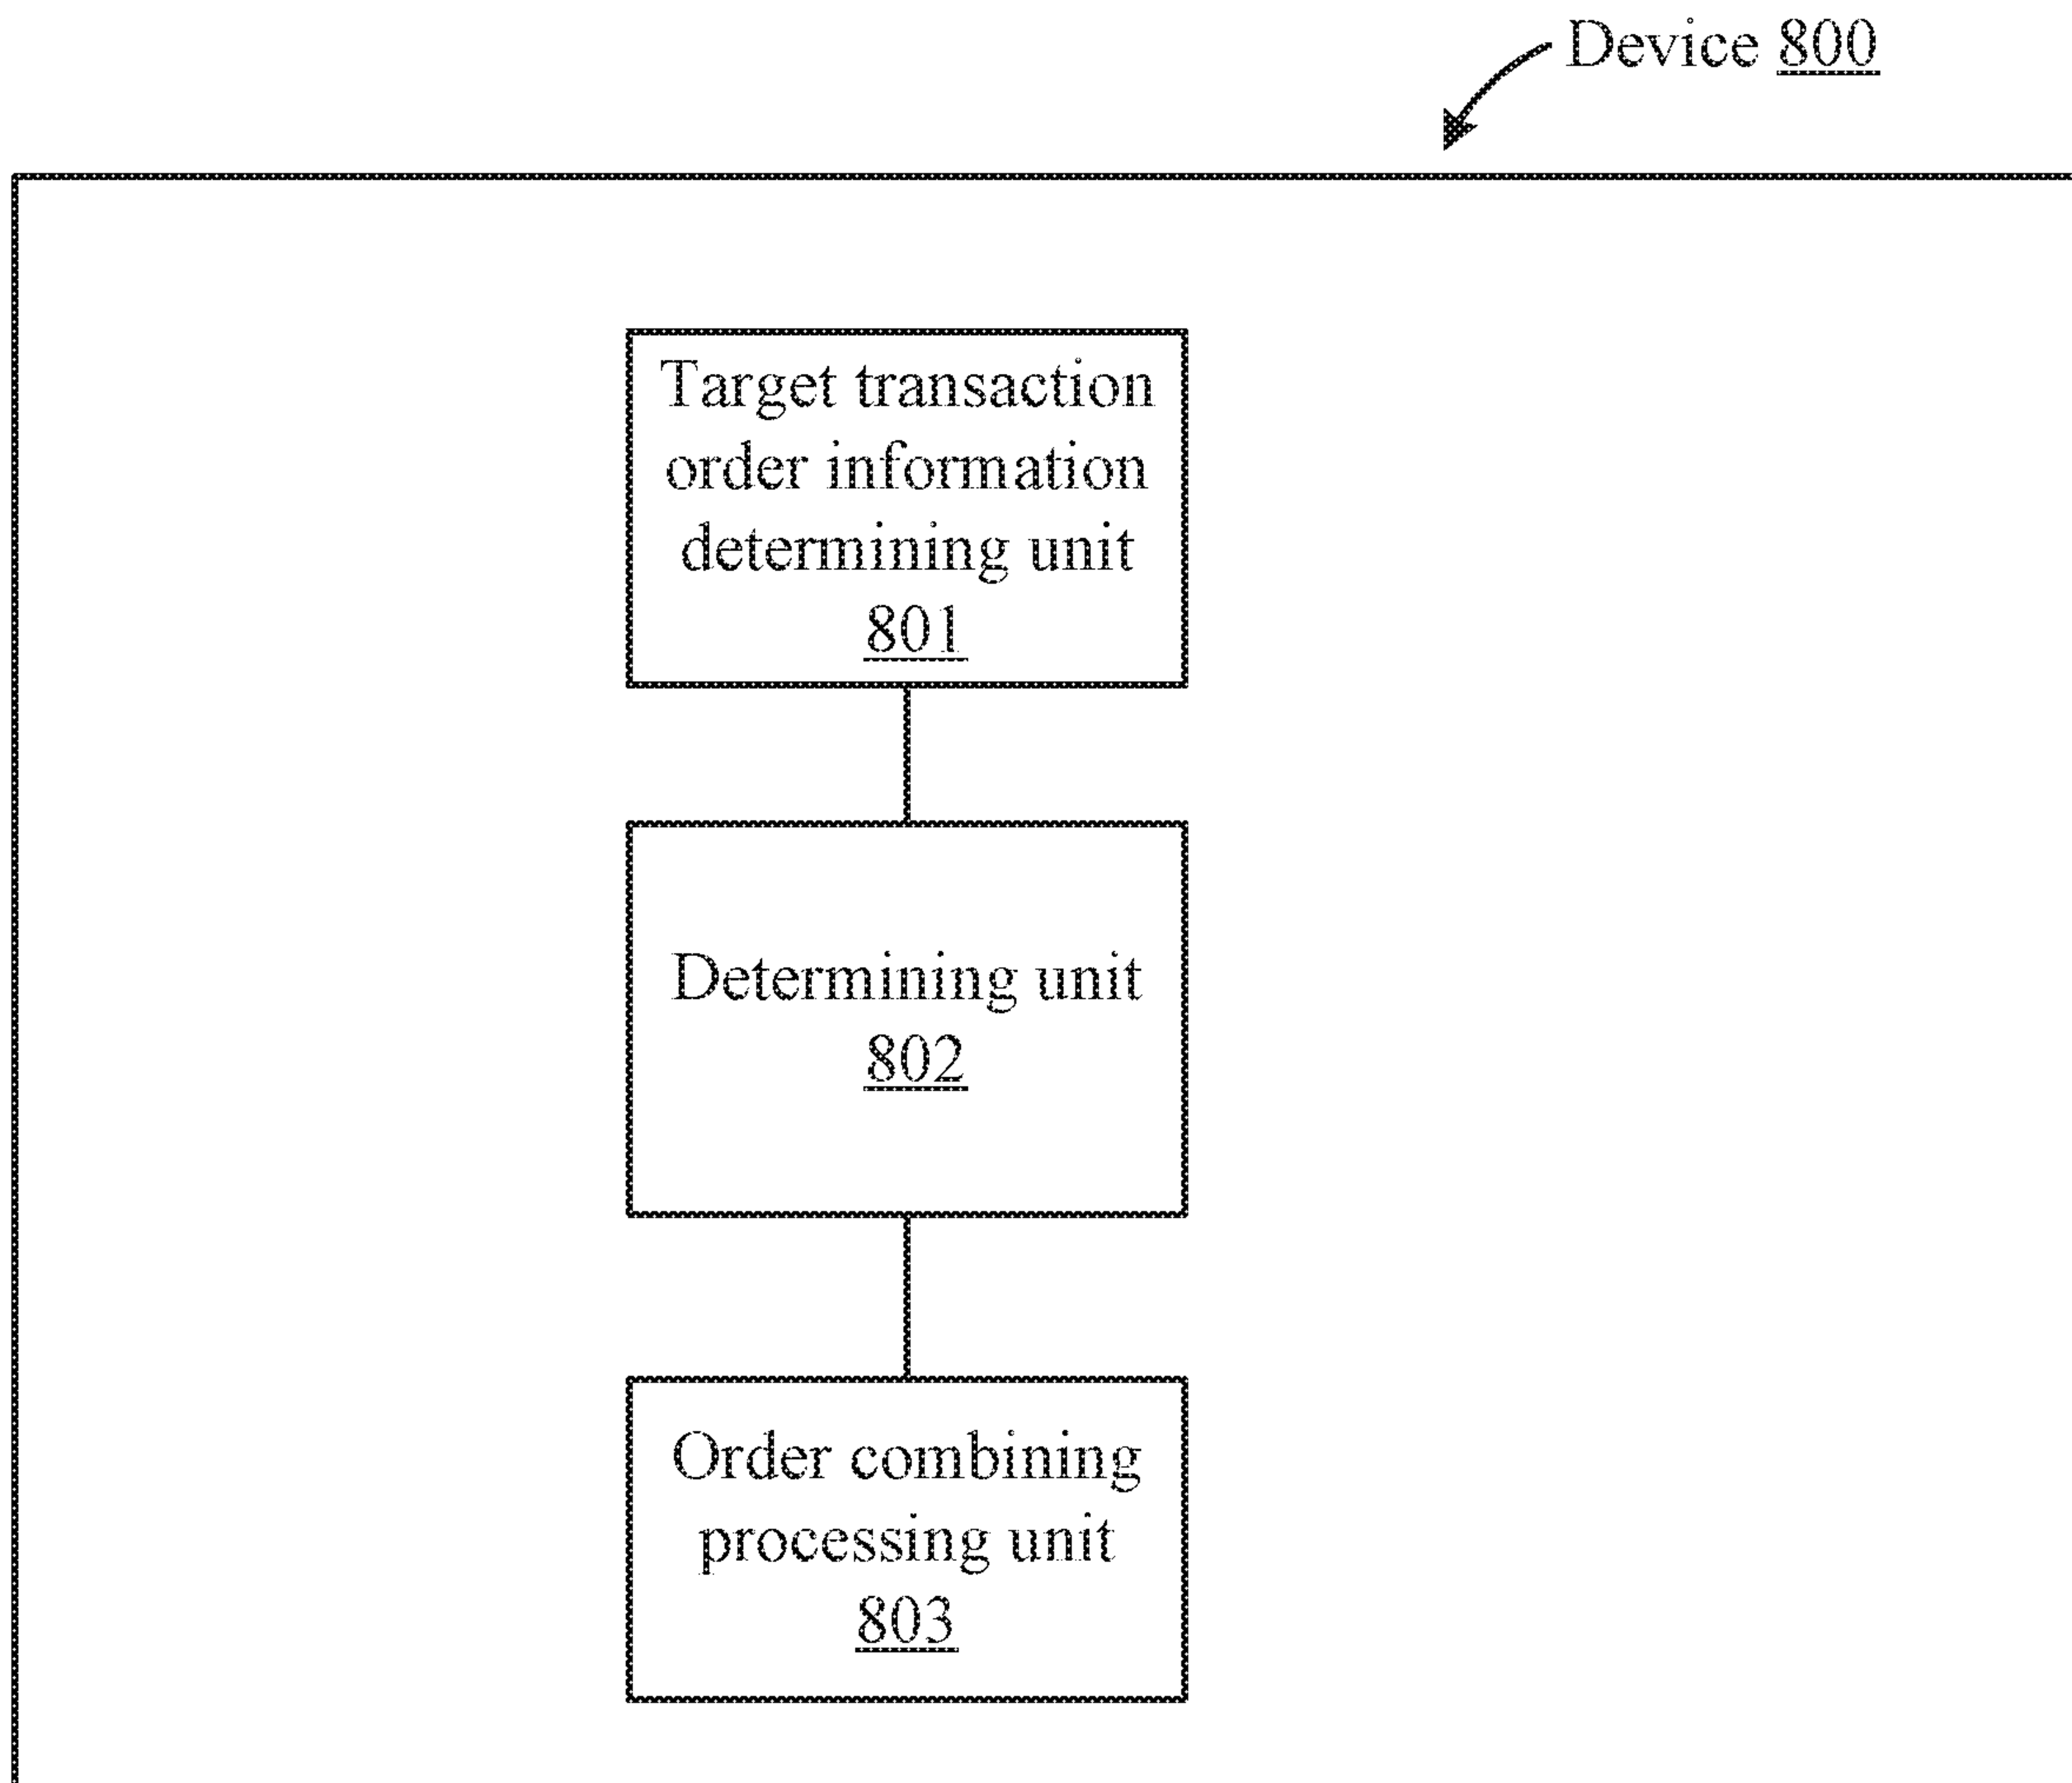 Device 800
Target transaction
order information
determining unit
801
Determining unit
802
Order combining
processing unit
803